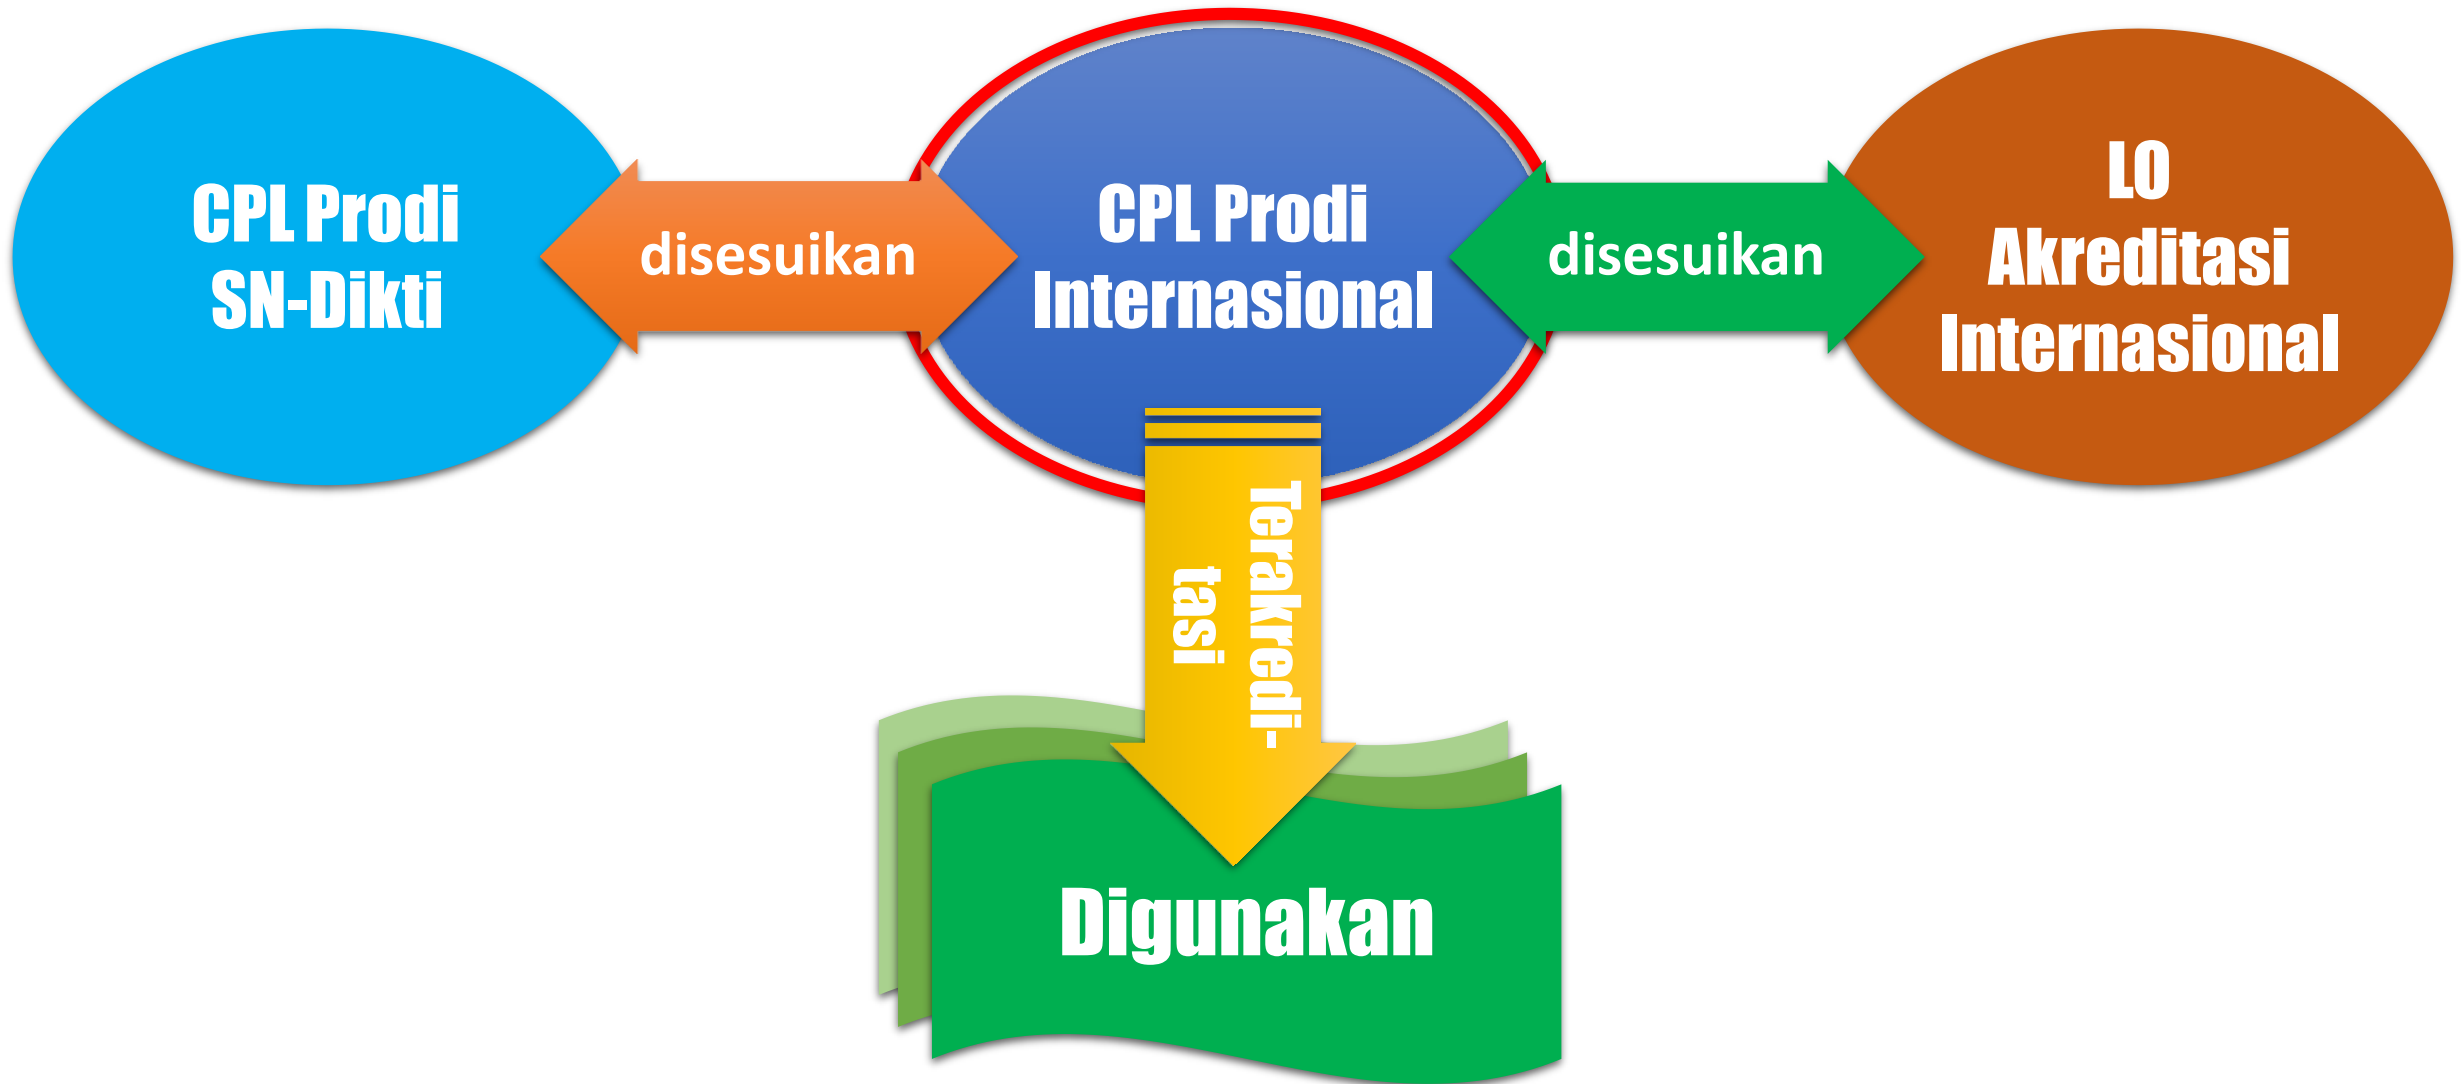 CPL Prodi
SN-Dikti
disesuikan
CPL Prodi
Internasional
disesuikan
LO
Akreditasi
Internasional
Terakredi-
tasi
Digunakan